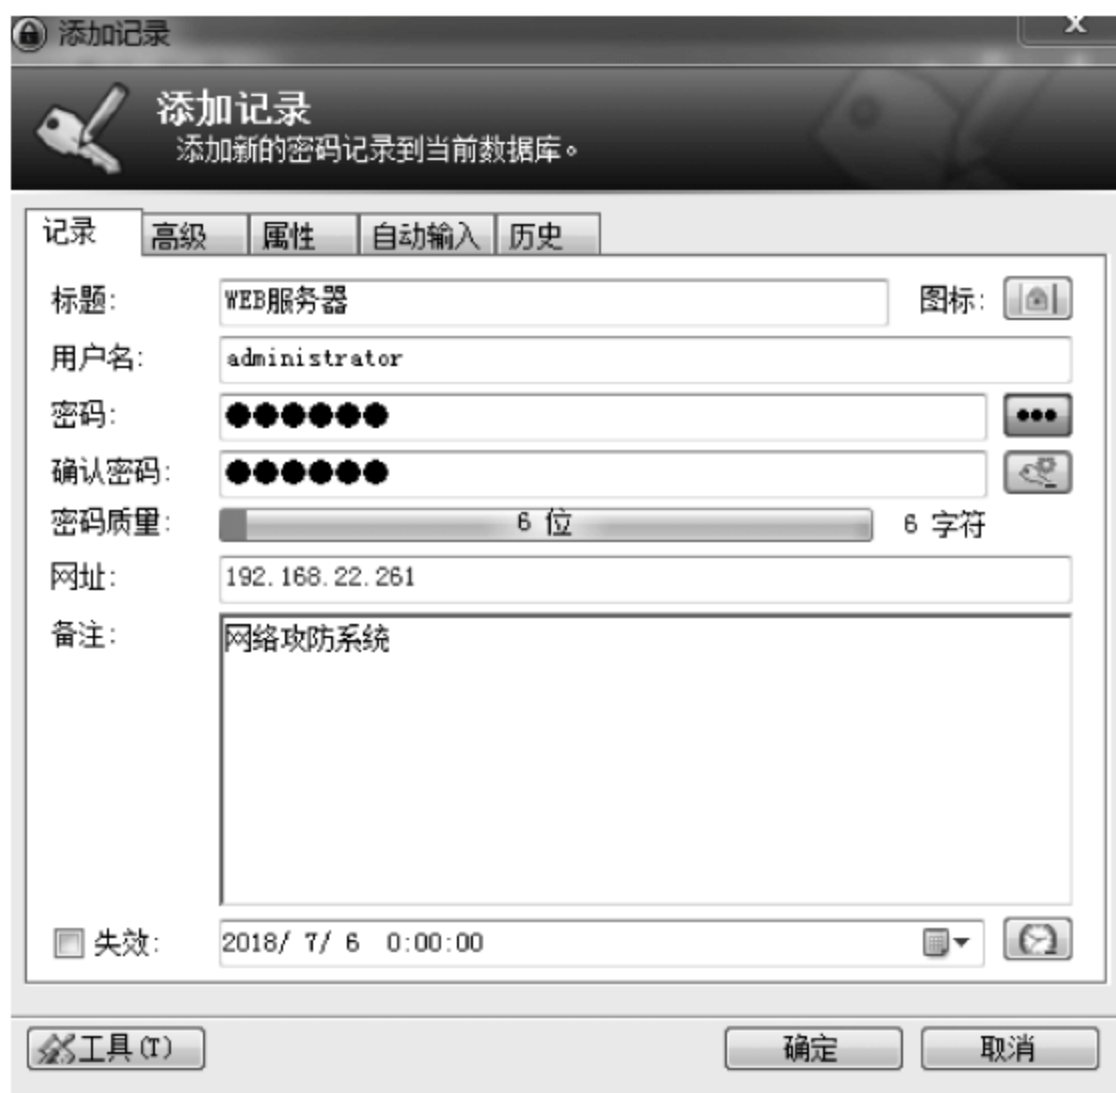 添加记录
添加记录
添加新的密码记录到当前数据库。
记录 高级 属性 自动输入 历史
标题: WEB服务器 图标:
用户名: administrator
密码: ●●●●●●
确认密码: ●●●●●●
密码质量: 6 位 6 字符
网址: 192.168.22.261
备注: 网络攻防系统
失效: 2018/ 7/ 6 0:00:00
工具(T) 确定 取消